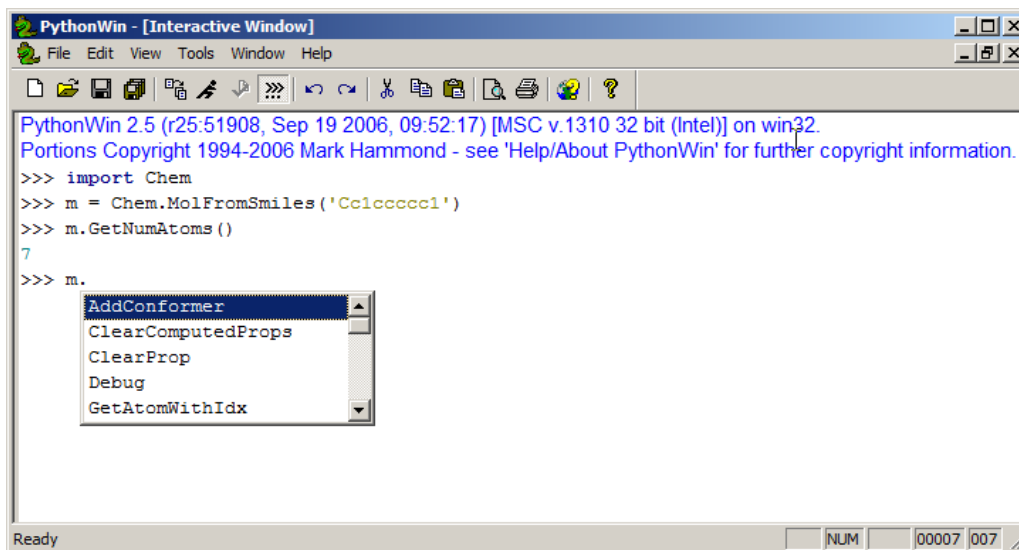 PythonWin - [Interactive Window]
File Edit View Tools Window Help
PythonWin 2.5 (r25:51908, Sep 19 2006, 09:52:17) [MSC v.1310 32 bit (Intel)] on win32.
Portions Copyright 1994-2006 Mark Hammond - see 'Help/About PythonWin' for further copyright information.
>>> import Chem
>>> m = Chem.MolFromSmiles('Cc1ccccc1')
>>> m.GetNumAtoms()
7
>>> m.
AddConformer
ClearComputedProps
ClearProp
Debug
GetAtomWithIdx
Ready NUM 00007 007